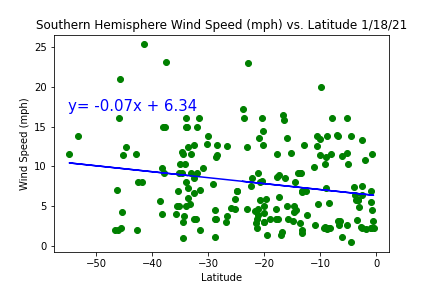 Southern Hemisphere Wind Speed (mph) vs. Latitude 1/18/21
25
20
15
10
5
0
Wind Speed (mph)
y= -0.07x + 6.34
−50 −40 −30 −20 −10 0
Latitude